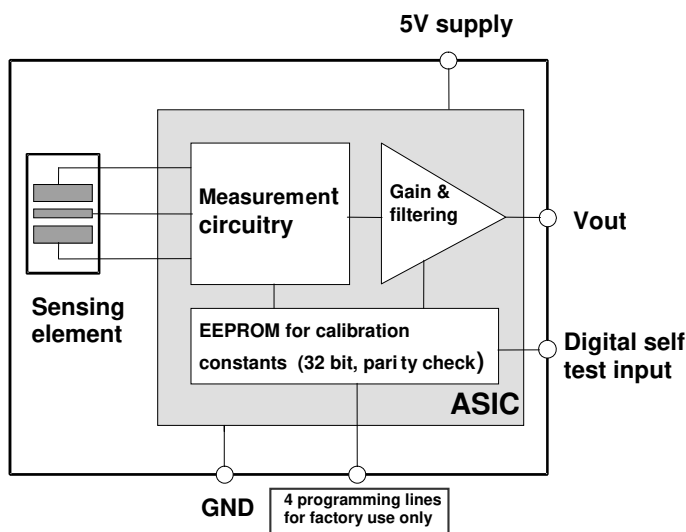 5V supply
Measurement
circuitry
Gain &
filtering
Vout
Sensing
element
EEPROM for calibration
constants (32 bit, parity check)
Digital self
test input
ASIC
GND
4 programming lines
for factory use only